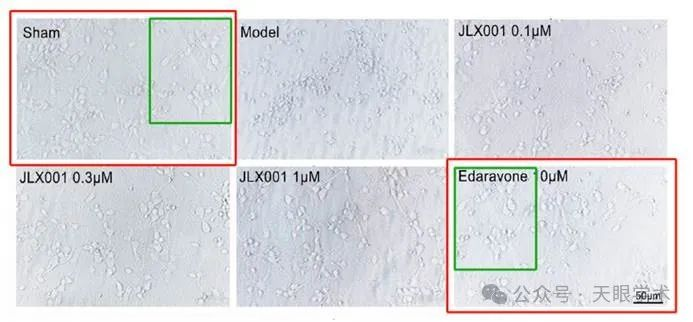 Sham
Model
JLX001 0.1μM
JLX001 0.3μM
JLX001 1μM
Edaravone 10μM
50μm
公众号 · 天眼学术